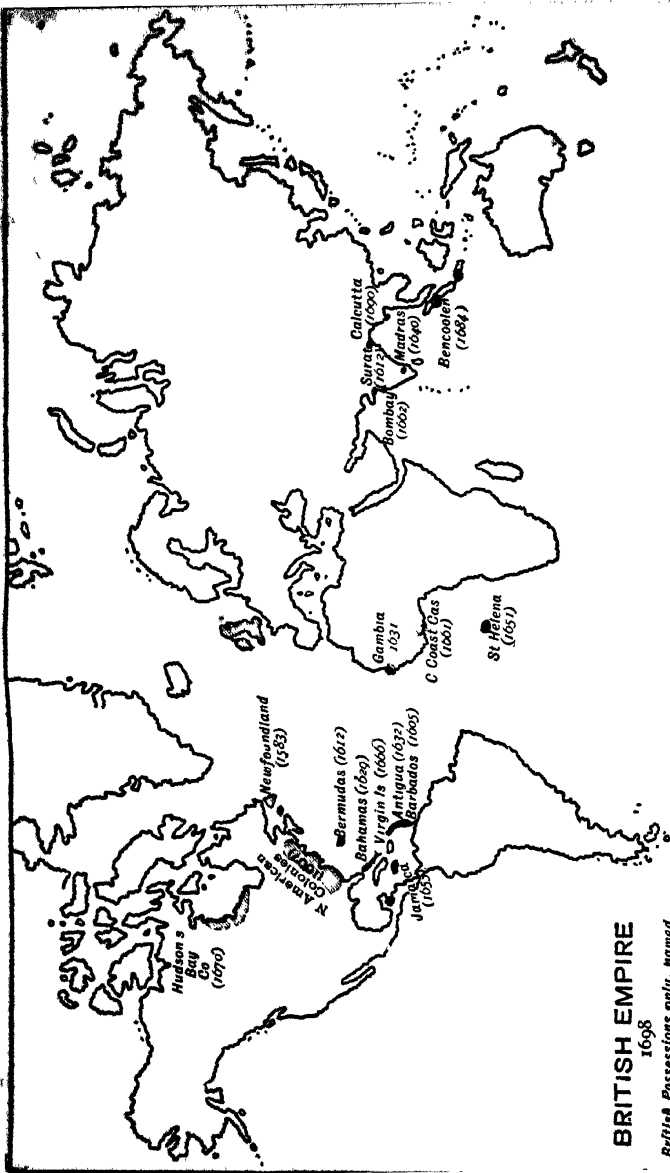 BRITISH EMPIRE
1698
British Possessions only named
Hudson s
Bay
Co
(1670)
N American
Colonies
Newfoundland
(1583)
Bermudas (1612)
Bahamas (1629)
Virgin Is (1666)
Antigua (1632)
Barbados (1605)
Jamaica
Gambia
1631
C Coast Cas
(1661)
St Helena
(1651)
Surat
(1612)
Bombay
(1662)
Calcutta
(1690)
Madras
(1640)
Bencoolen
(1684)